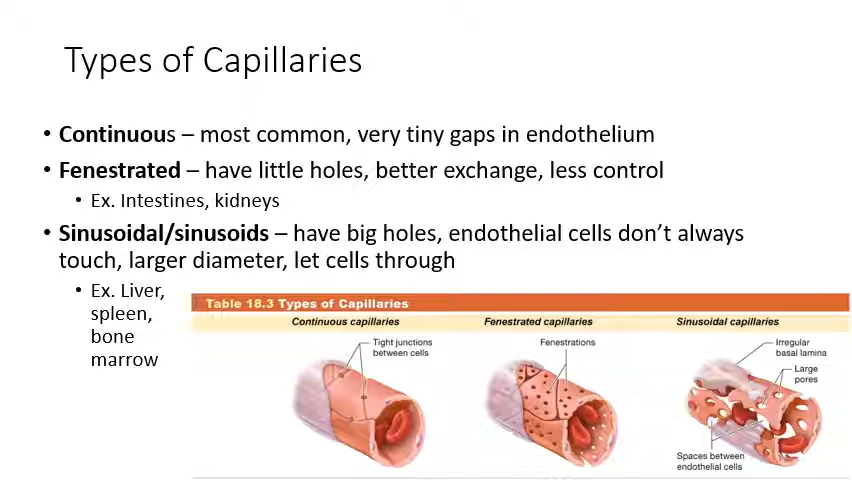 Types of Capillaries
• Continuous – most common, very tiny gaps in endothelium
• Fenestrated – have little holes, better exchange, less control
• Ex. Intestines, kidneys
• Sinusoidal/sinusoids – have big holes, endothelial cells don’t always
touch, larger diameter, let cells through
• Ex. Liver,
spleen,
bone
marrow
Table 18.3 Types of Capillaries
Continuous capillaries
Fenestrated capillaries
Sinusoidal capillaries
Tight junctions
between cells
Fenestrations
Irregular
basal lamina
Large
pores
Spaces between
endothelial cells